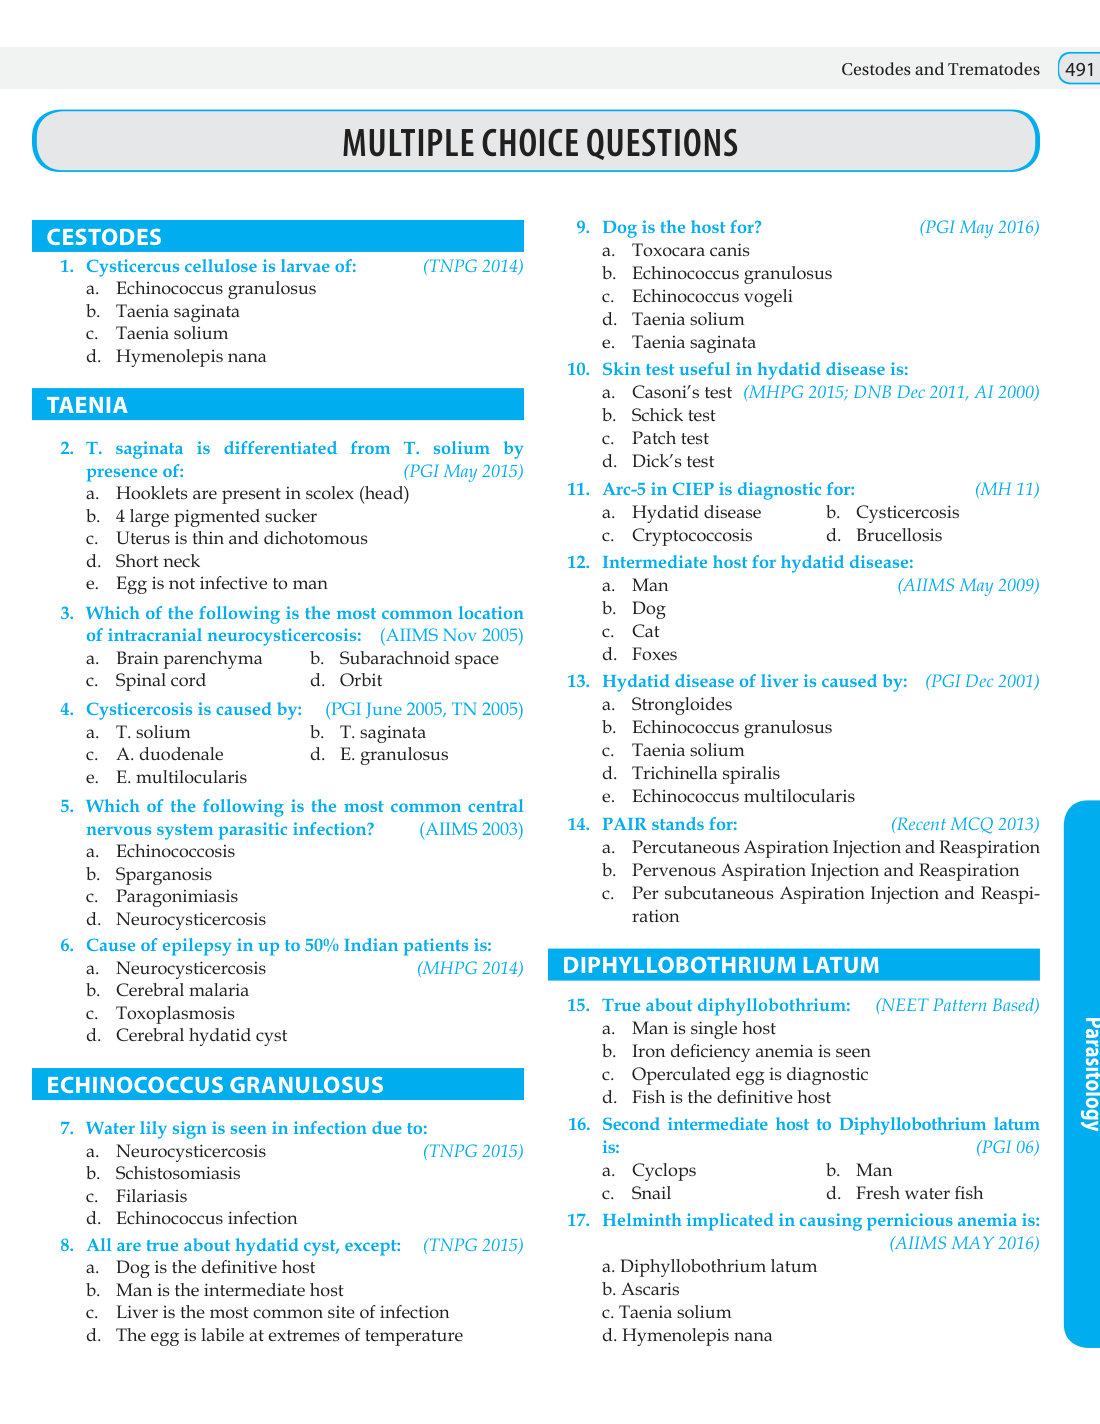 Cestodes and Trematodes 491
MULTIPLE CHOICE QUESTIONS
CESTODES
1. Cysticercus cellulose is larvae of: (TNPG 2014)
a. Echinococcus granulosus
b. Taenia saginata
c. Taenia solium
d. Hymenolepis nana
TAENIA
2. T. saginata is differentiated from T. solium by
presence of: (PGI May 2015)
a. Hooklets are present in scolex (head)
b. 4 large pigmented sucker
c. Uterus is thin and dichotomous
d. Short neck
e. Egg is not infective to man
3. Which of the following is the most common location
of intracranial neurocysticercosis: (AIIMS Nov 2005)
a. Brain parenchyma b. Subarachnoid space
c. Spinal cord d. Orbit
4. Cysticercosis is caused by: (PGI June 2005, TN 2005)
a. T. solium b. T. saginata
c. A. duodenale d. E. granulosus
e. E. multilocularis
5. Which of the following is the most common central
nervous system parasitic infection? (AIIMS 2003)
a. Echinococcosis
b. Sparganosis
c. Paragonimiasis
d. Neurocysticercosis
6. Cause of epilepsy in up to 50% Indian patients is:
a. Neurocysticercosis (MHPG 2014)
b. Cerebral malaria
c. Toxoplasmosis
d. Cerebral hydatid cyst
ECHINOCOCCUS GRANULOSUS
7. Water lily sign is seen in infection due to:
a. Neurocysticercosis (TNPG 2015)
b. Schistosomiasis
c. Filariasis
d. Echinococcus infection
8. All are true about hydatid cyst, except: (TNPG 2015)
a. Dog is the definitive host
b. Man is the intermediate host
c. Liver is the most common site of infection
d. The egg is labile at extremes of temperature
9. Dog is the host for? (PGI May 2016)
a. Toxocara canis
b. Echinococcus granulosus
c. Echinococcus vogeli
d. Taenia solium
e. Taenia saginata
10. Skin test useful in hydatid disease is:
a. Casoni's test (MHPG 2015; DNB Dec 2011, AI 2000)
b. Schick test
c. Patch test
d. Dick's test
11. Arc-5 in CIEP is diagnostic for: (MH 11)
a. Hydatid disease b. Cysticercosis
c. Cryptococcosis d. Brucellosis
12. Intermediate host for hydatid disease:
a. Man (AIIMS May 2009)
b. Dog
c. Cat
d. Foxes
13. Hydatid disease of liver is caused by: (PGI Dec 2001)
a. Strongloides
b. Echinococcus granulosus
c. Taenia solium
d. Trichinella spiralis
e. Echinococcus multilocularis
14. PAIR stands for: (Recent MCQ 2013)
a. Percutaneous Aspiration Injection and Reaspiration
b. Pervenous Aspiration Injection and Reaspiration
c. Per subcutaneous Aspiration Injection and Reaspi-
ration
DIPHYLLOBOTHRIUM LATUM
15. True about diphyllobothrium: (NEET Pattern Based)
a. Man is single host
b. Iron deficiency anemia is seen
c. Operculated egg is diagnostic
d. Fish is the definitive host
16. Second intermediate host to Diphyllobothrium latum
is: (PGI 06)
a. Cyclops b. Man
c. Snail d. Fresh water fish
17. Helminth implicated in causing pernicious anemia is:
(AIIMS MAY 2016)
a. Diphyllobothrium latum
b. Ascaris
c. Taenia solium
d. Hymenolepis nana
Parasitology